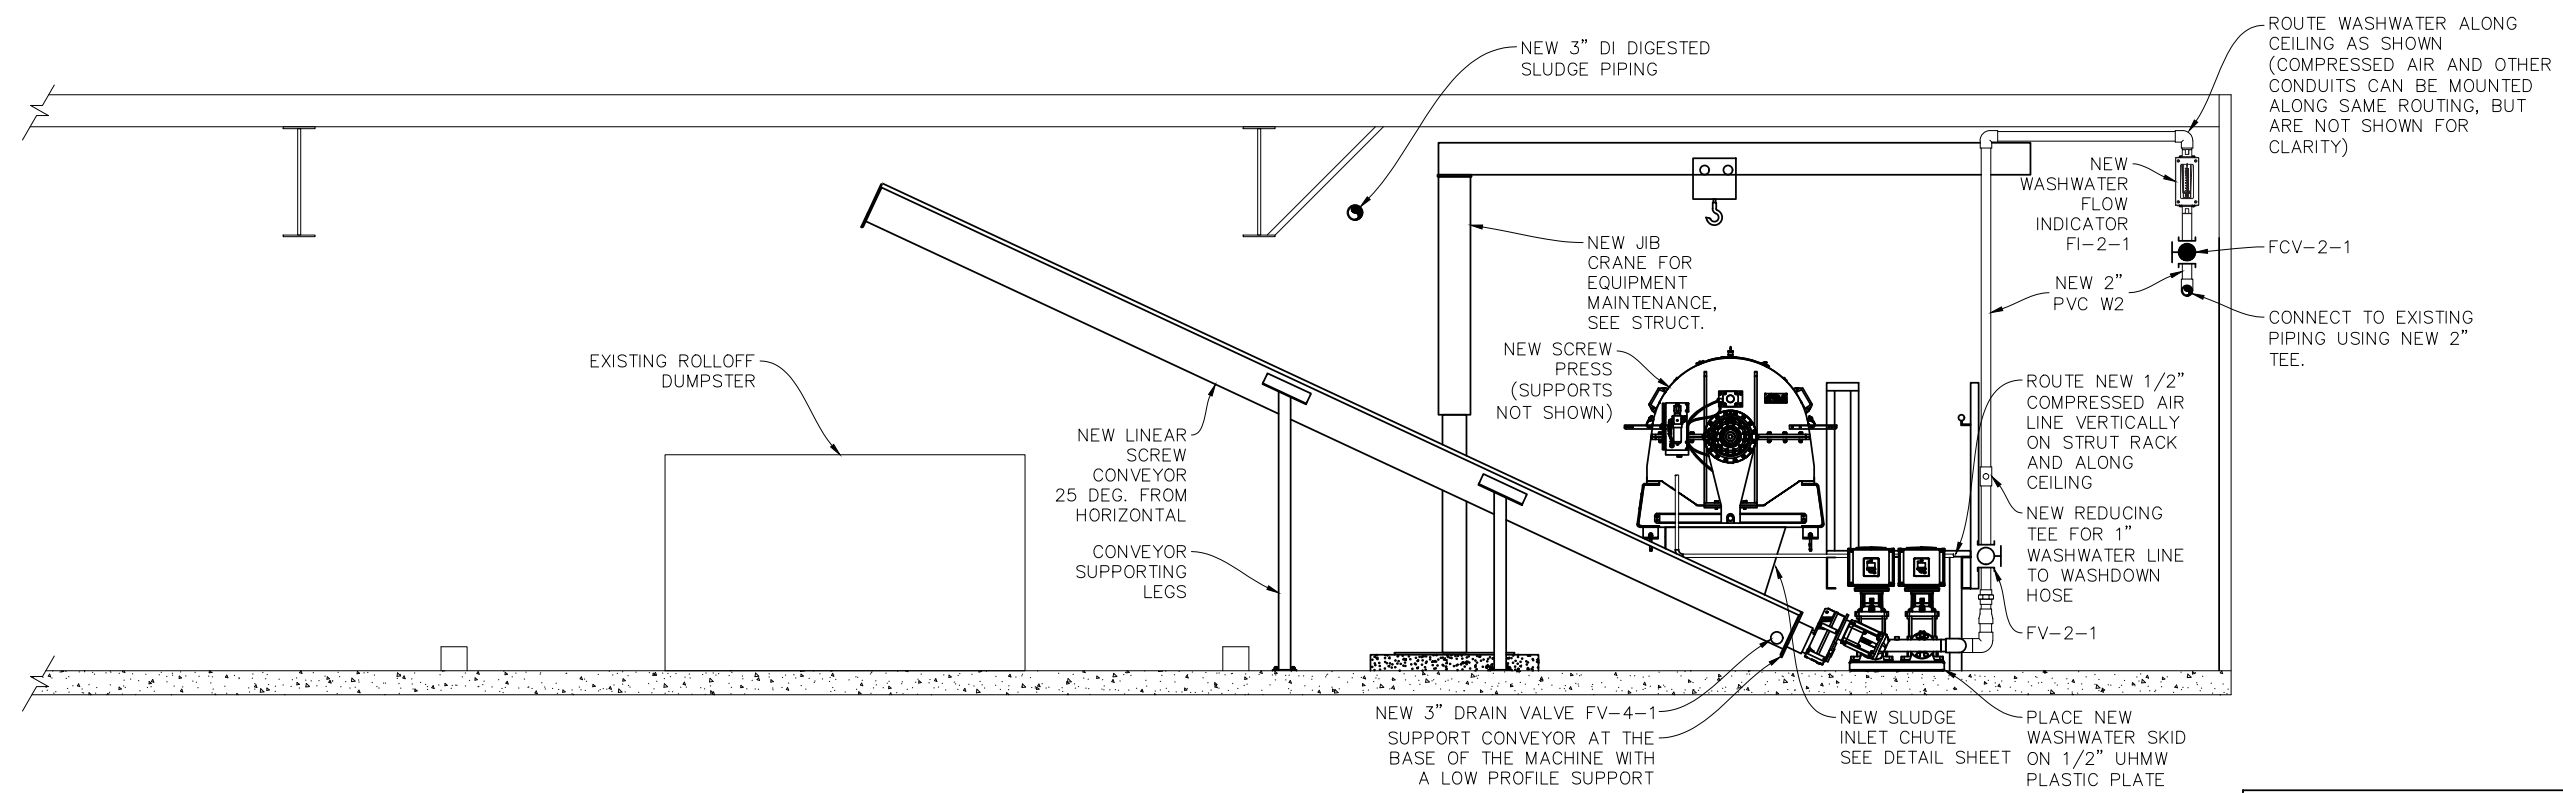 NEW 3” DI DIGESTED
SLUDGE PIPING
ROUTE WASHWATER ALONG
CEILING AS SHOWN
(COMPRESSED AIR AND OTHER
CONDUITS CAN BE MOUNTED
ALONG SAME ROUTING, BUT
ARE NOT SHOWN FOR
CLARITY)
NEW
WASHWATER
FLOW
INDICATOR
FI-2-1
FCV-2-1
NEW 2”
PVC W2
CONNECT TO EXISTING
PIPING USING NEW 2”
TEE.
NEW JIB
CRANE FOR
EQUIPMENT
MAINTENANCE,
SEE STRUCT.
NEW SCREW
PRESS
(SUPPORTS
NOT SHOWN)
EXISTING ROLLOFF
DUMPSTER
NEW LINEAR
SCREW
CONVEYOR
25 DEG. FROM
HORIZONTAL
CONVEYOR
SUPPORTING
LEGS
ROUTE NEW 1/2”
COMPRESSED AIR
LINE VERTICALLY
ON STRUT RACK
AND ALONG
CEILING
NEW REDUCING
TEE FOR 1”
WASHWATER LINE
TO WASHDOWN
HOSE
FV-2-1
NEW 3” DRAIN VALVE FV-4-1
SUPPORT CONVEYOR AT THE
BASE OF THE MACHINE WITH
A LOW PROFILE SUPPORT
NEW SLUDGE
INLET CHUTE
SEE DETAIL SHEET
PLACE NEW
WASHWATER SKID
ON 1/2” UHMW
PLASTIC PLATE